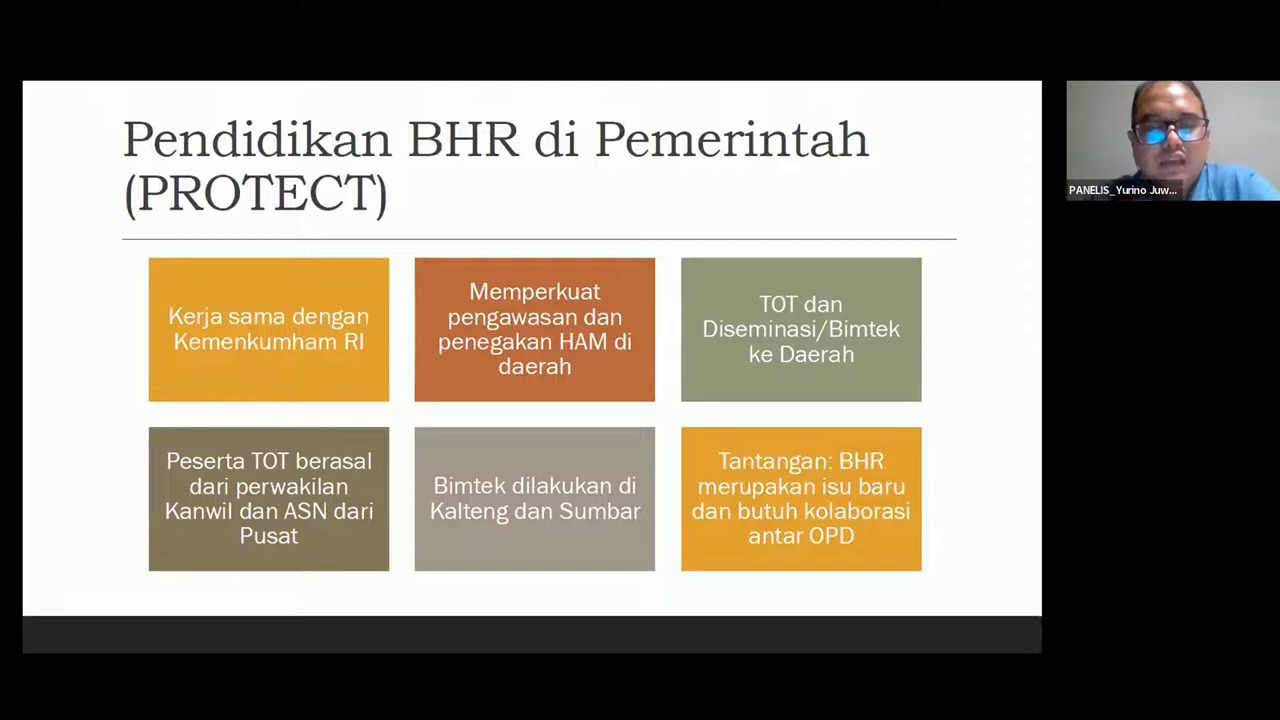 Pendidikan BHR di Pemerintah
(PROTECT)
Kerja sama dengan
Kemenkumham RI
Memperkuat
pengawasan dan
penegakan HAM di
daerah
TOT dan
Diseminasi/Bimtek
ke Daerah
Peserta TOT berasal
dari perwakilan
Kanwil dan ASN dari
Pusat
Bimtek dilakukan di
Kalteng dan Sumbar
Tantangan: BHR
merupakan isu baru
dan butuh kolaborasi
antar OPD
PANELIS_Yurino Juw...